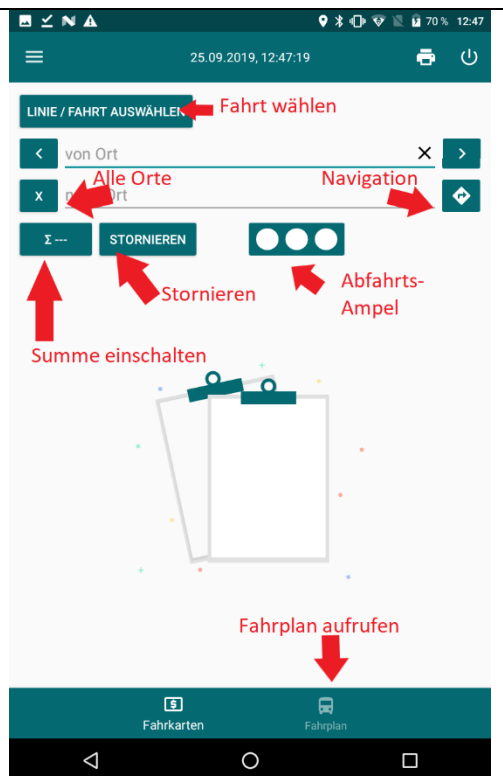 70 % 12:47
25.09.2019, 12:47:19
LINIE / FAHRT AUSWÄHLEN
Fahrt wählen
< von Ort X >
Alle Orte
Navigation
x Ort
Σ ---
STORNIEREN
Stornieren
Abfahrts-
Ampel
Summe einschalten
Fahrplan aufrufen
Fahrkarten
Fahrplan